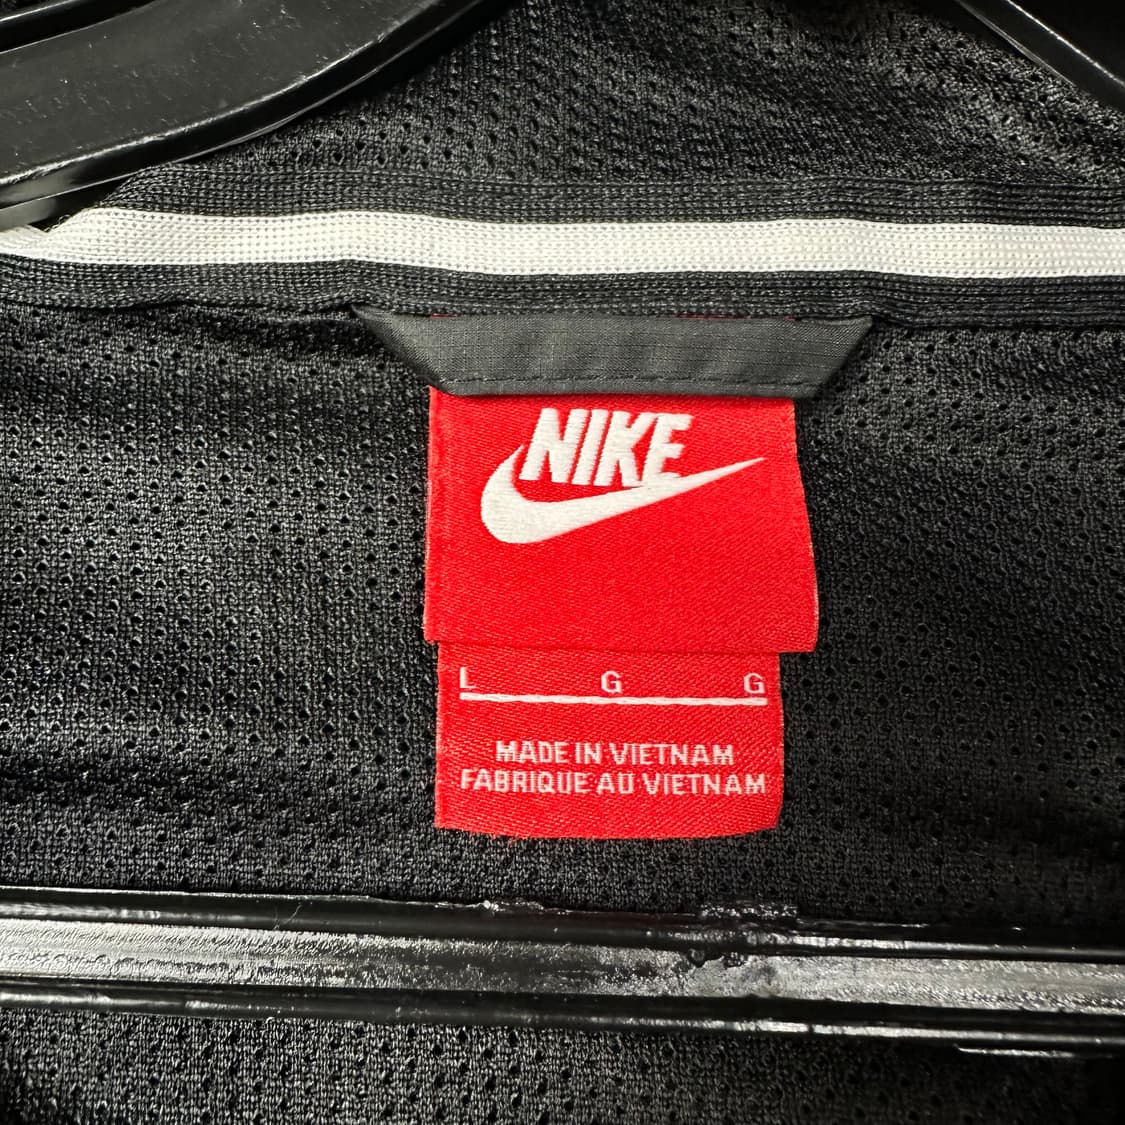 NIKE
L G G
MADE IN VIETNAM
FABRIQUE AU VIETNAM